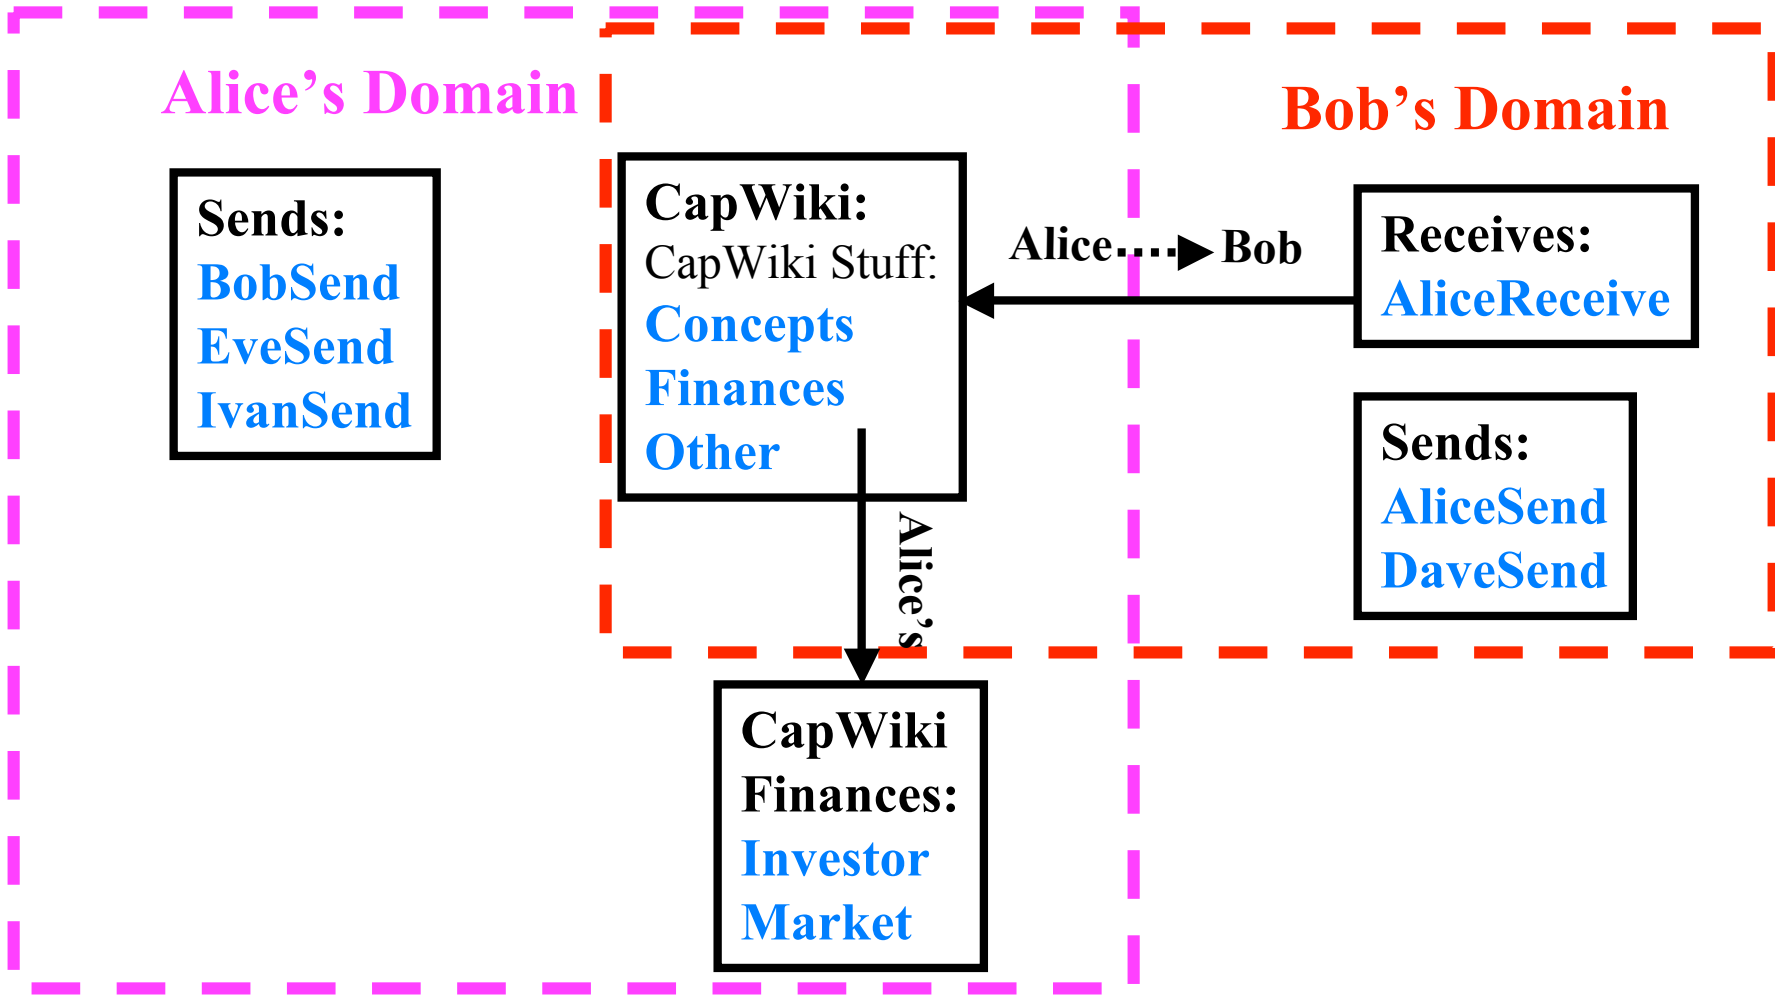 Alice’s Domain
Bob’s Domain
Sends:
BobSend
EveSend
IvanSend
CapWiki:
CapWiki Stuff:
Concepts
Finances
Other
Alice
Bob
Receives:
AliceReceive
Sends:
AliceSend
DaveSend
Alice’s
CapWiki
Finances:
Investor
Market